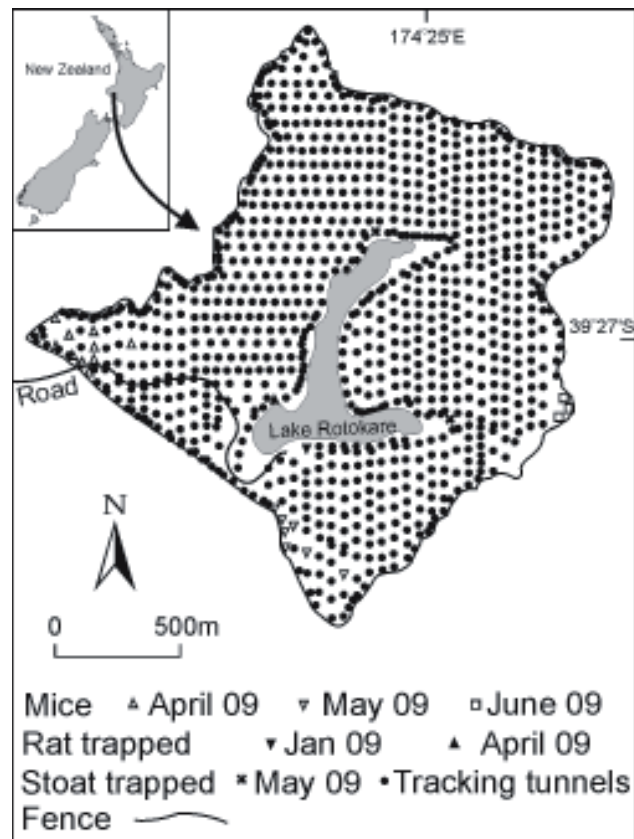 174°25'E
New Zealand
39°27'S
Road
Lake Rotokare
N
0 500m
Mice April 09 May 09 June 09
Rat trapped Jan 09 April 09
Stoat trapped May 09 Tracking tunnels
Fence